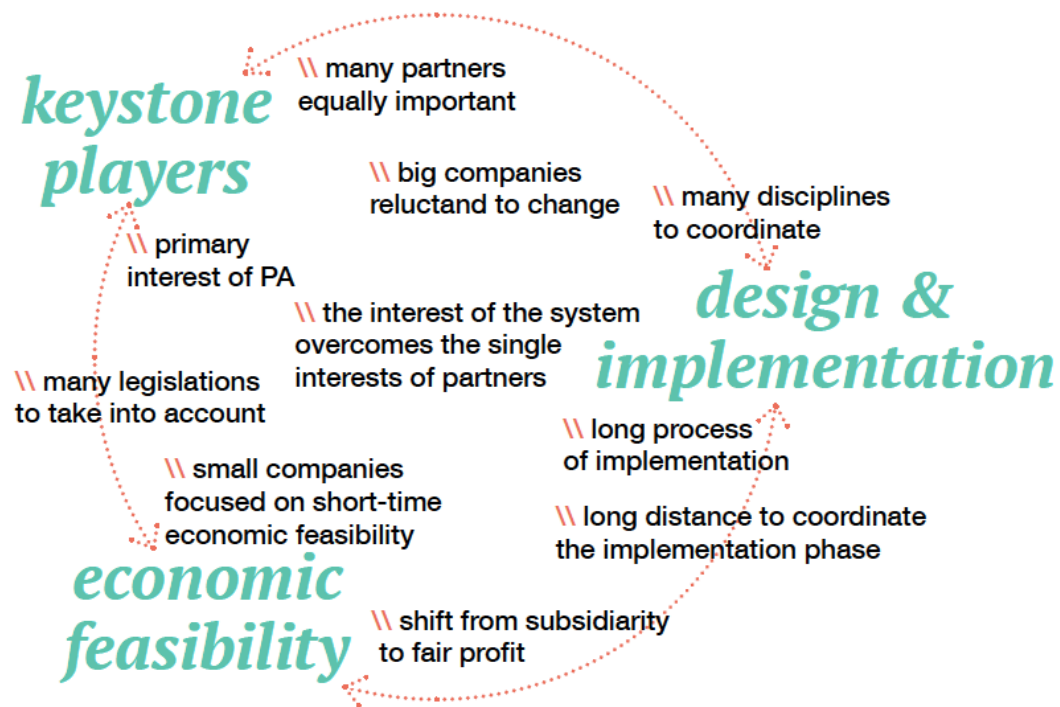 \\ many partners
equally important
keystone
players
\\ big companies
reluctand to change
\\ many disciplines
to coordinate
\\ primary
interest of PA
design &
implementation
\\ the interest of the system
overcomes the single
interests of partners
\\ many legislations
to take into account
\\ long process
of implementation
\\ small companies
focused on short-time
economic feasibility
\\ long distance to coordinate
the implementation phase
economic
feasibility
\\ shift from subsidiarity
to fair profit